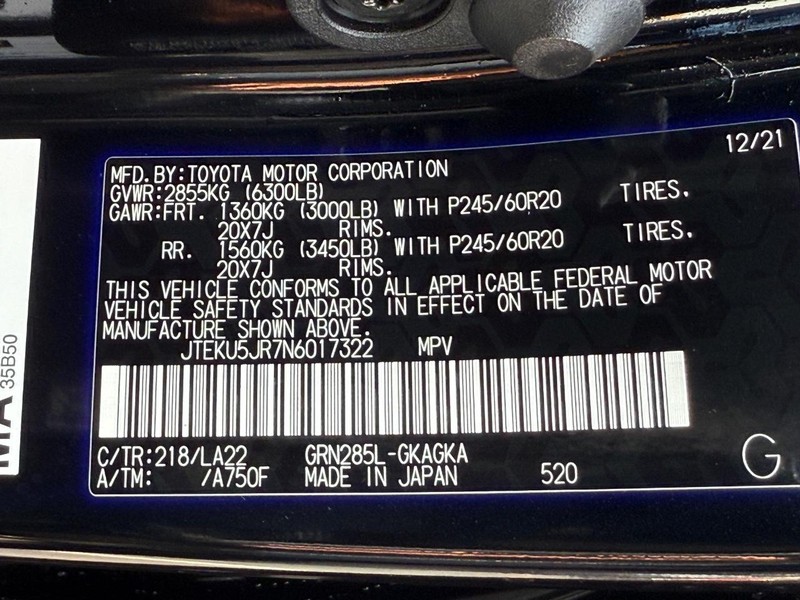 12/21
MFD.BY:TOYOTA MOTOR CORPORATION
GVWR:2855KG (6300LB)
GAWR:FRT. 1360KG (3000LB) WITH P245/60R20 TIRES.
20X7J RIMS.
RR. 1560KG (3450LB) WITH P245/60R20 TIRES.
20X7J RIMS.
THIS VEHICLE CONFORMS TO ALL APPLICABLE FEDERAL MOTOR
VEHICLE SAFETY STANDARDS IN EFFECT ON THE DATE OF
MANUFACTURE SHOWN ABOVE.
JTEKU5JR7N6017322 MPV
C/TR:218/LA22 GRN285L-GKAGKA
A/TM: /A750F MADE IN JAPAN 520 G
35B50